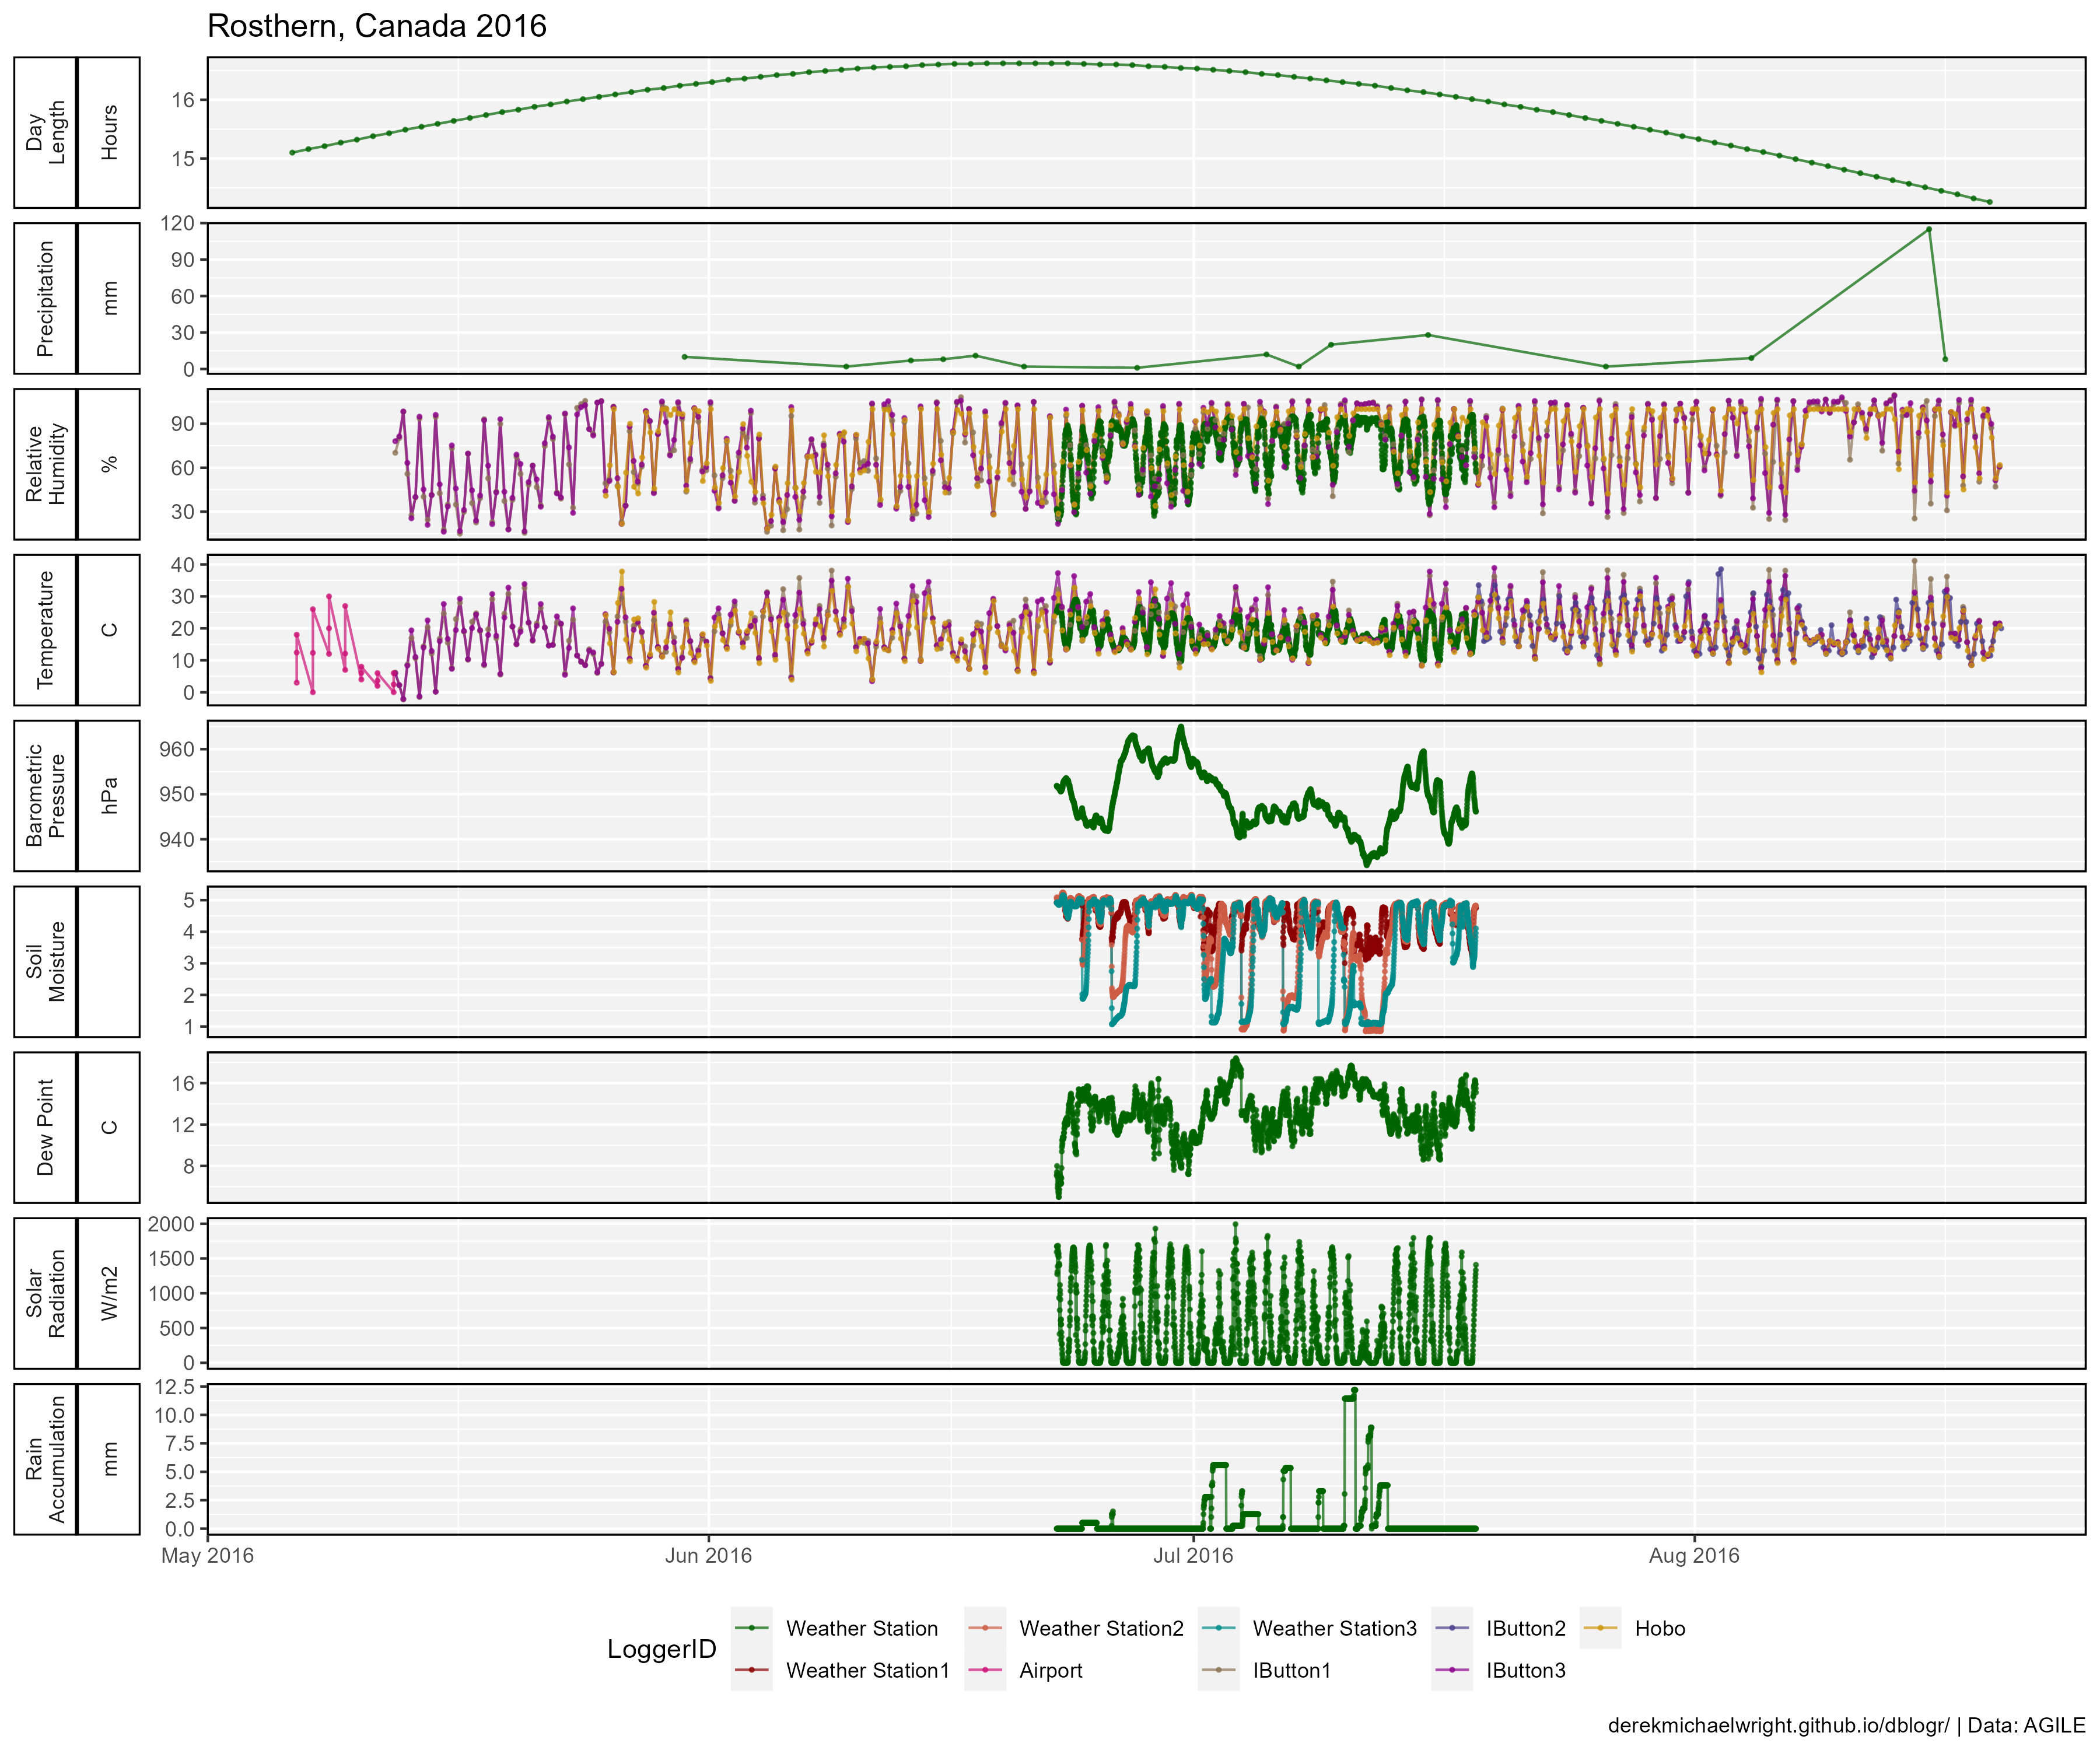 Rosthern, Canada 2016
Day
Length
Hours
16
15
Precipitation
mm
120
90
60
30
0
Relative
Humidity
%
90
60
30
Temperature
C
40
30
20
10
0
Barometric
Pressure
hPa
960
950
940
Soil
Moisture
5
4
3
2
1
Dew Point
C
16
12
8
Solar
Radiation
W/m2
2000
1500
1000
500
0
Rain
Accumulation
mm
12.5
10.0
7.5
5.0
2.5
0.0
May 2016 Jun 2016 Jul 2016 Aug 2016
LoggerID
Weather Station Weather Station2 Weather Station3 IButton2 Hobo
Weather Station1 Airport IButton1 IButton3
derekmichaelwright.github.io/dblogr/ | Data: AGILE